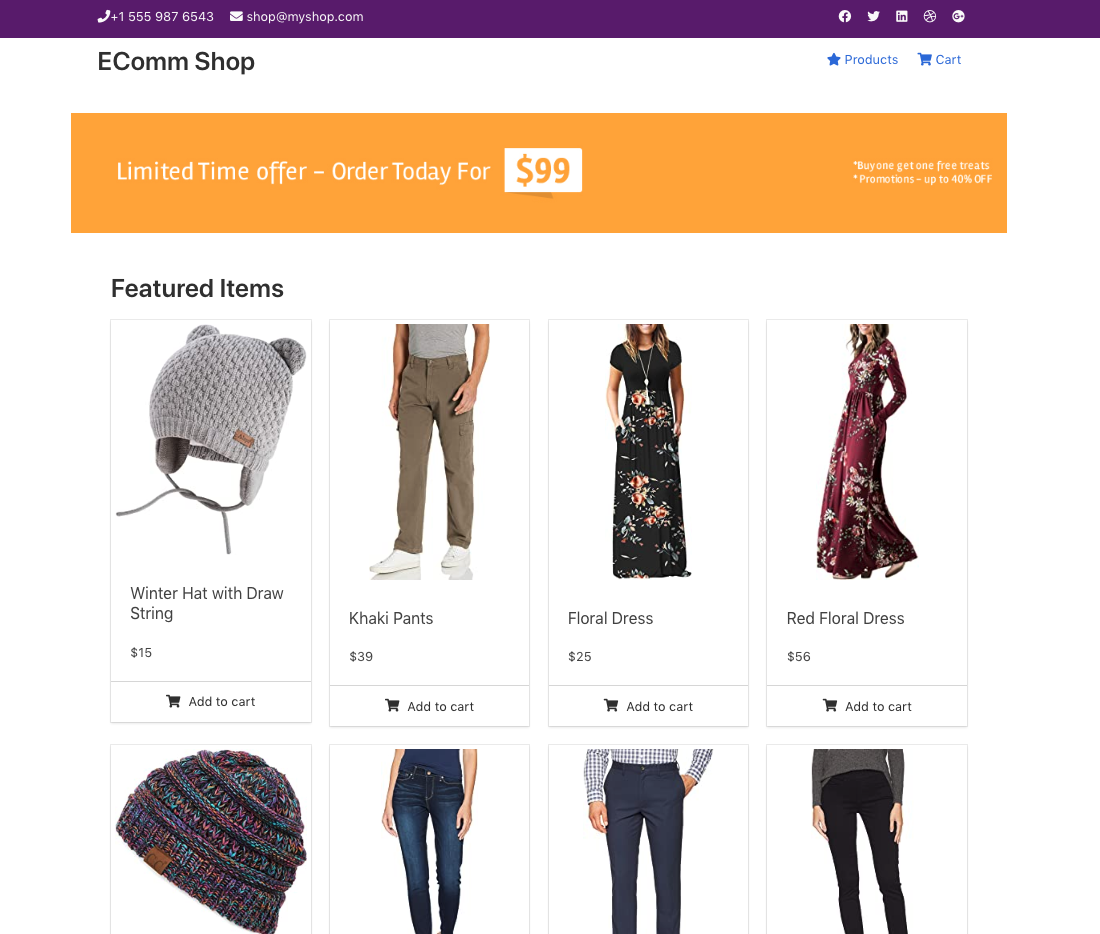 +1 555 987 6543 shop@myshop.com
EComm Shop
Products Cart
Limited Time offer – Order Today For $99
*Buy one get one free treats
* Promotions – up to 40% OFF
Featured Items
Winter Hat with Draw
String
$15
Add to cart
Khaki Pants
$39
Add to cart
Floral Dress
$25
Add to cart
Red Floral Dress
$56
Add to cart